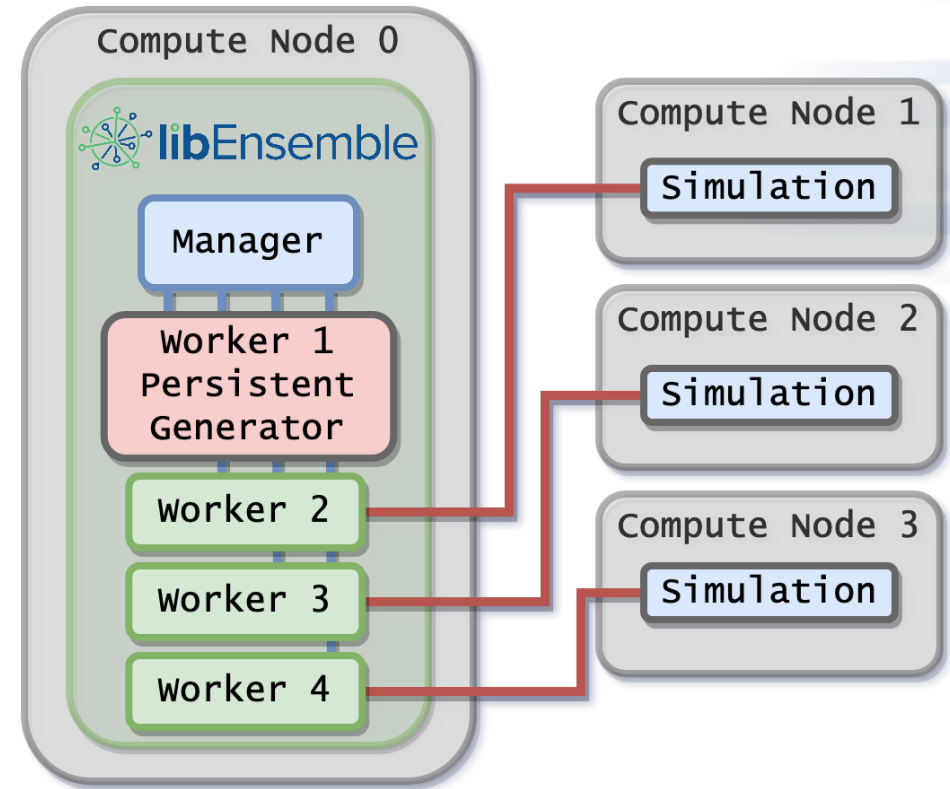 Compute Node 0
libEnsemble
Manager
Worker 1
Persistent
Generator
Worker 2
Worker 3
Worker 4
Compute Node 1
Simulation
Compute Node 2
Simulation
Compute Node 3
Simulation